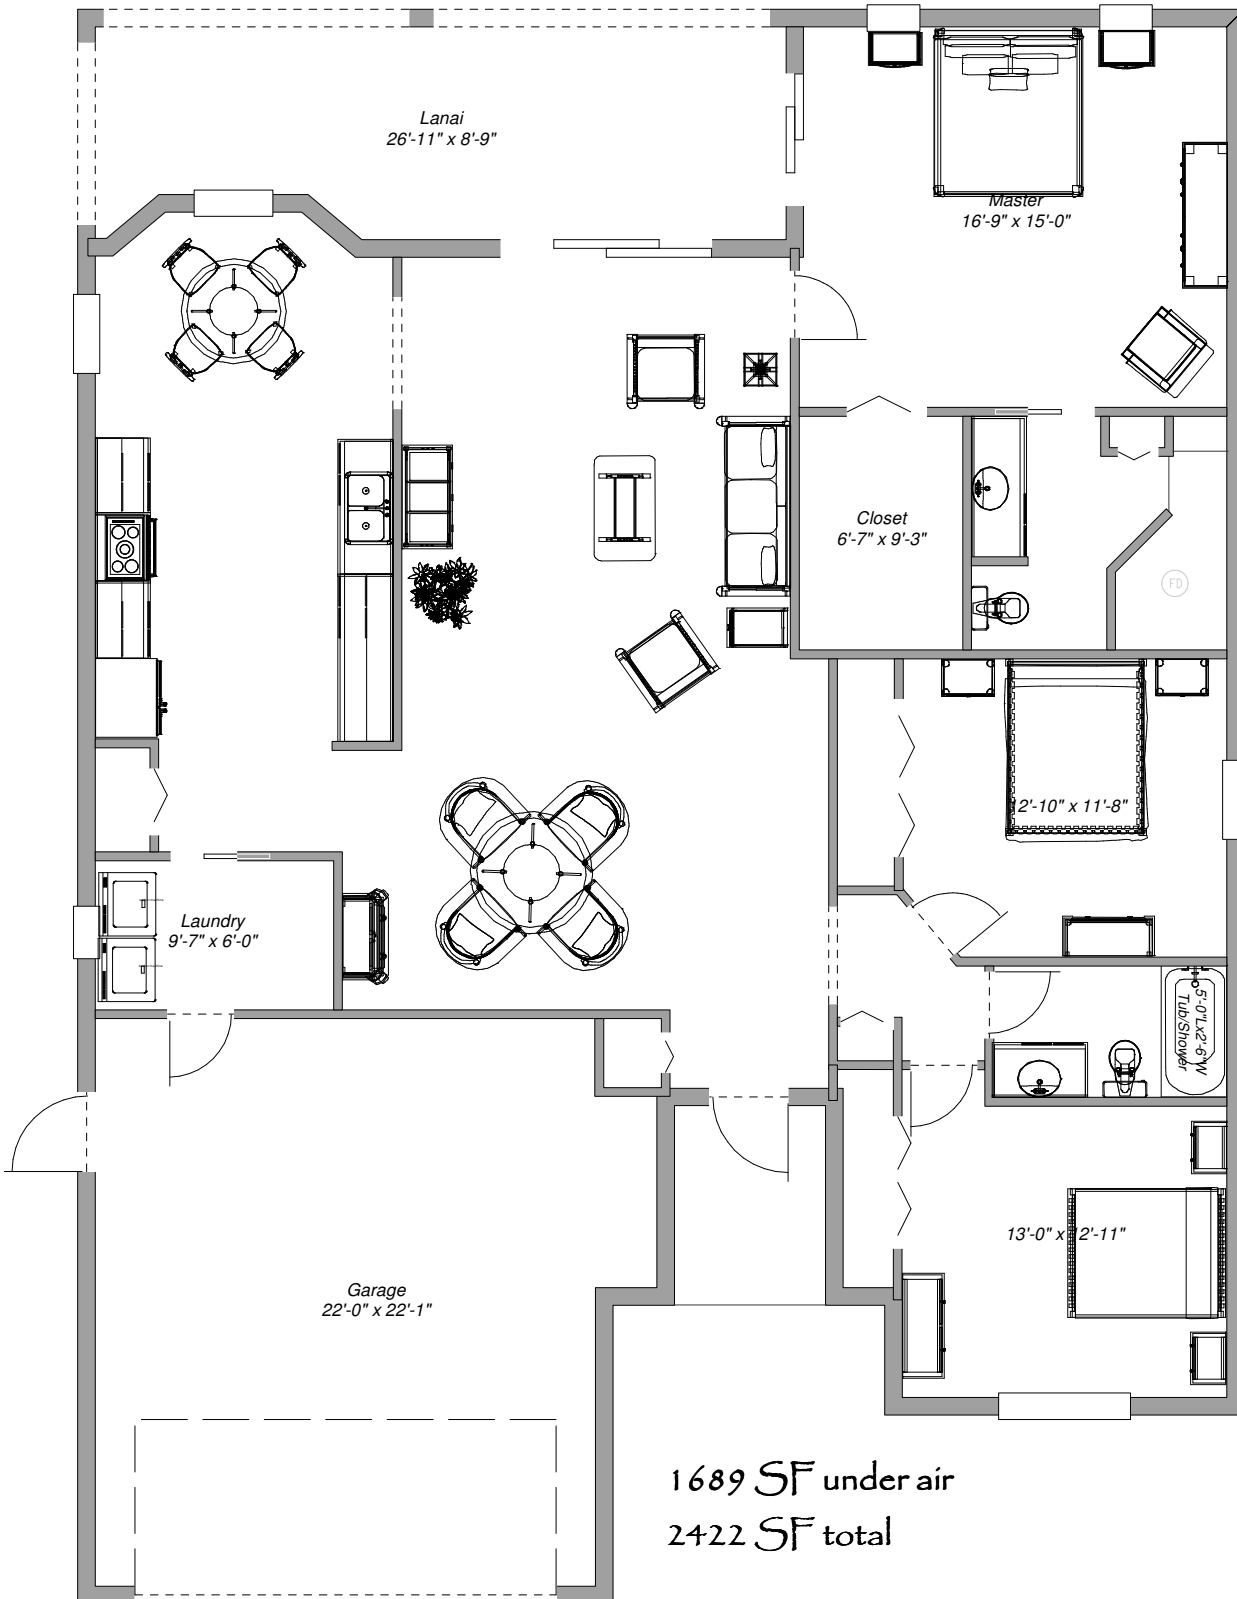 Lanai
26'-11" x 8'-9"
Master
16'-9" x 15'-0"
Closet
6'-7" x 9'-3"
FD
12'-10" x 11'-8"
Laundry
9'-7" x 6'-0"
5'-0"Lx2'-6"W
Tub/Shower
13'-0" x 12'-11"
Garage
22'-0" x 22'-1"
1689 SF under air
2422 SF total